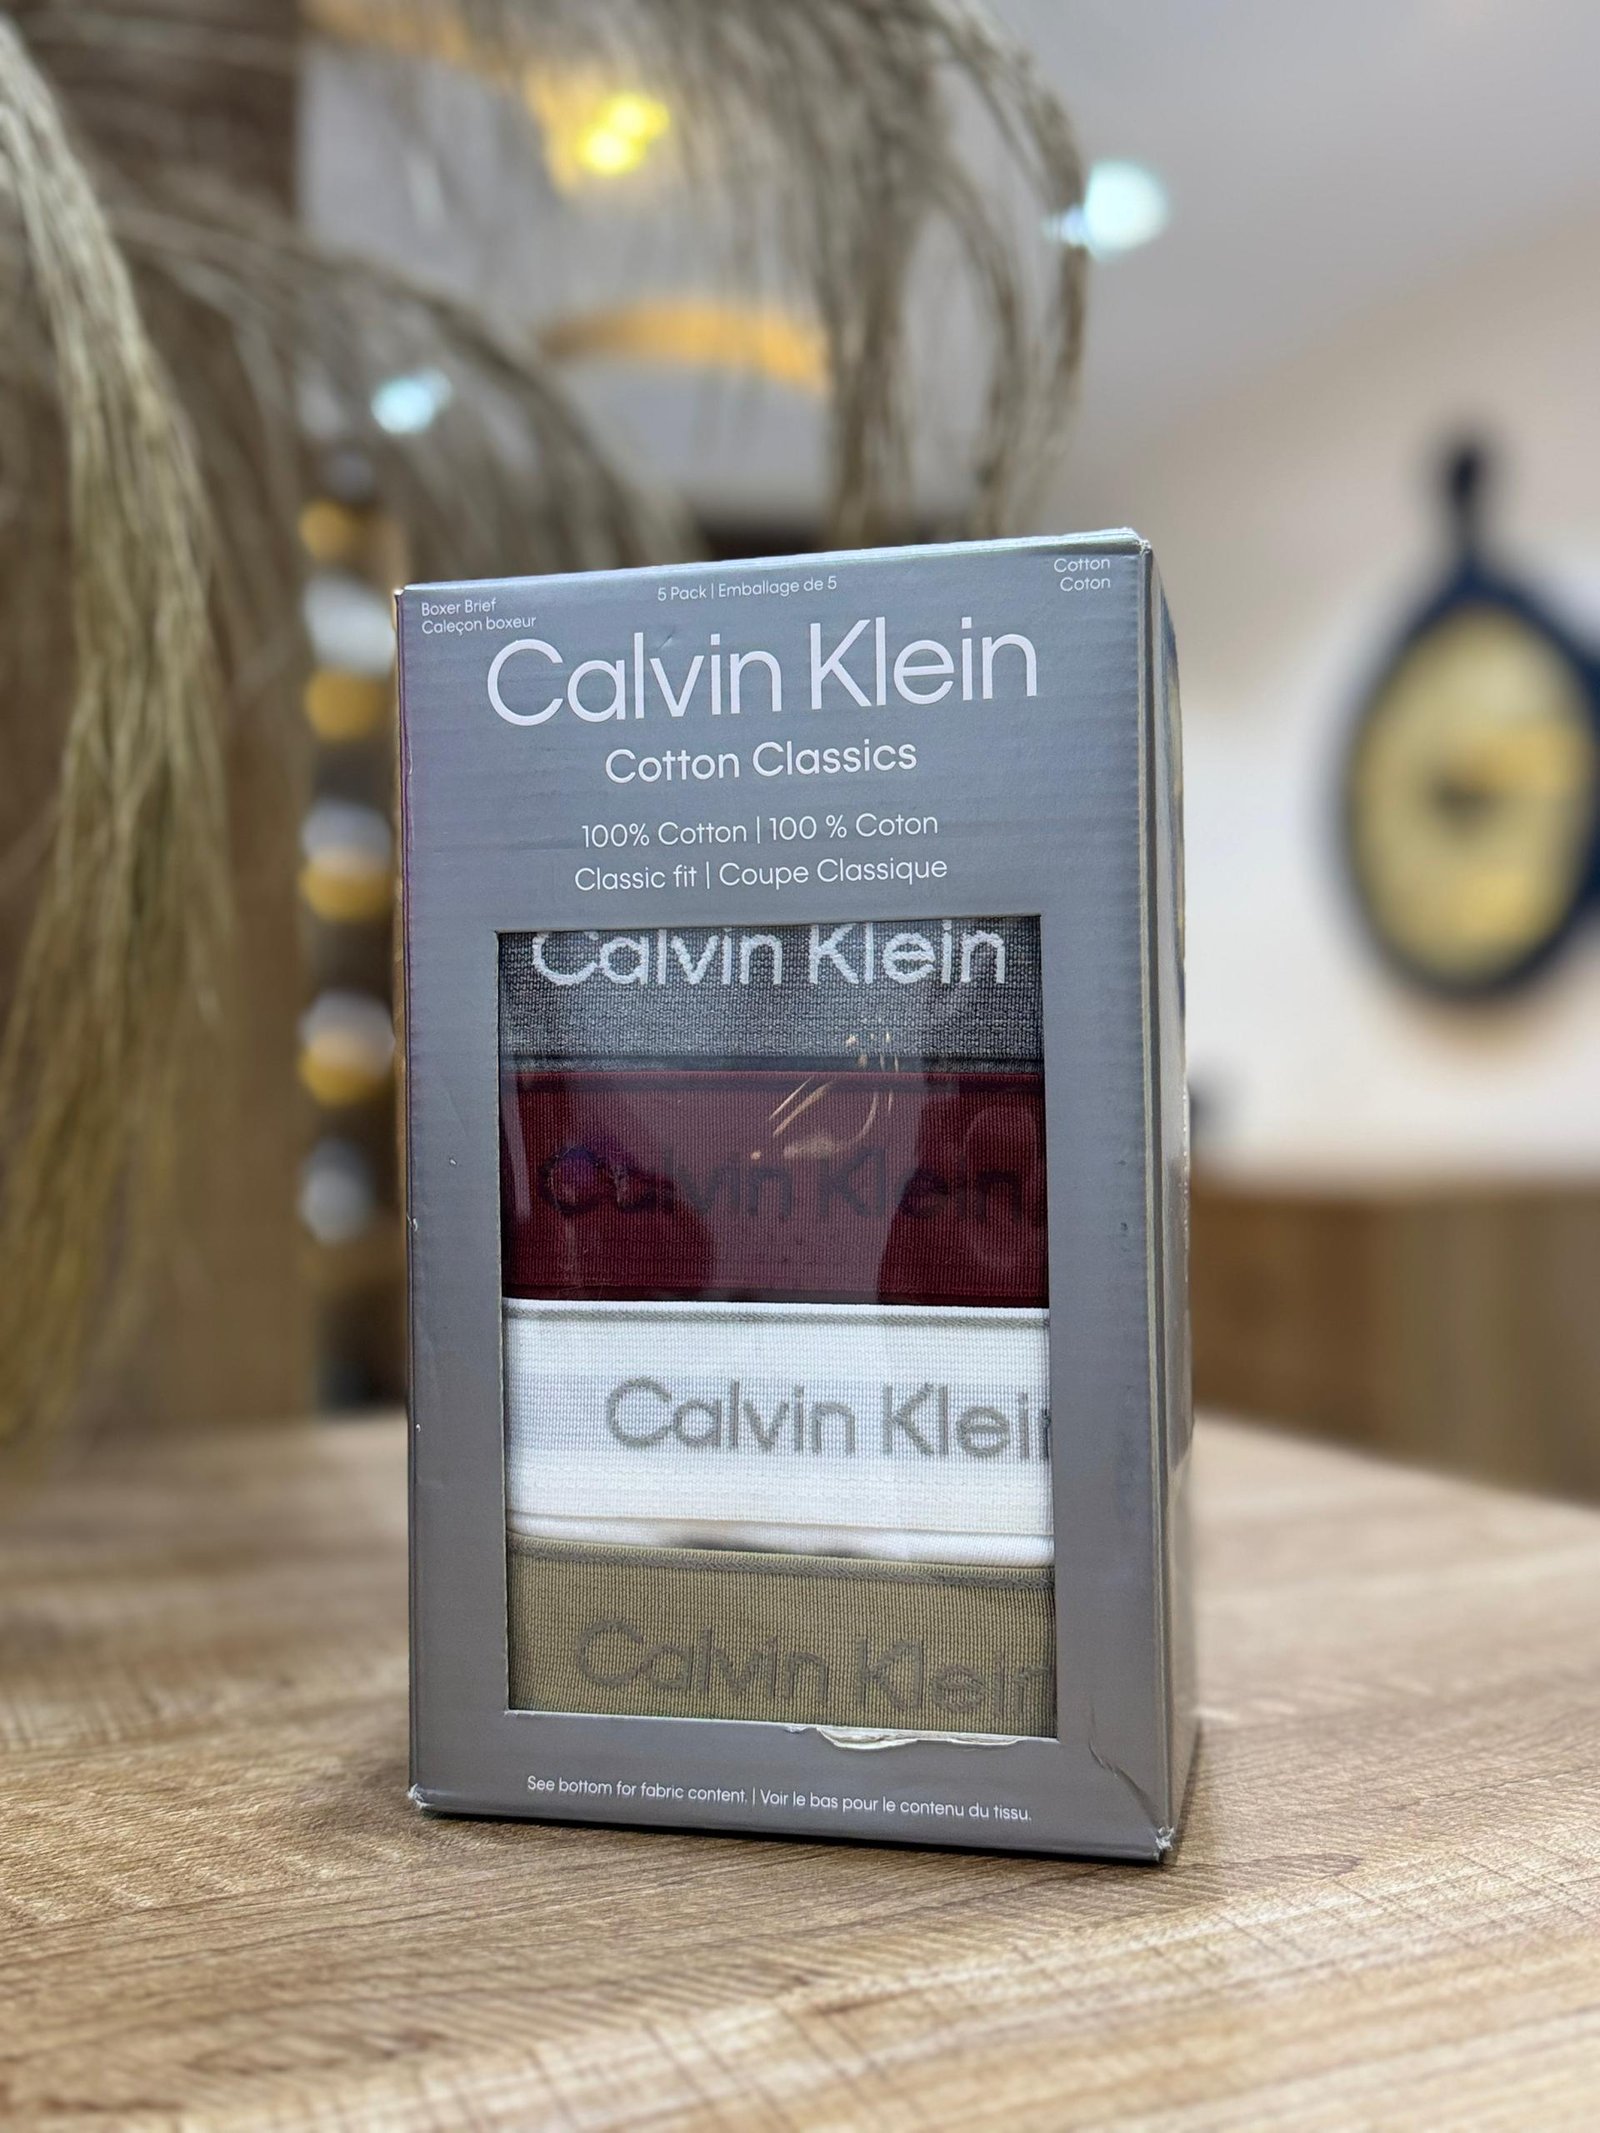 Boxer Brief
Caleçon boxeur
5 Pack | Emballage de 5
Cotton
Coton
Calvin Klein
Cotton Classics
100% Cotton | 100 % Coton
Classic fit | Coupe Classique
Calvin Klein
Calvin Klein
Calvin Klein
Calvin Klein
See bottom for fabric content. | Voir le bas pour le contenu du tissu.